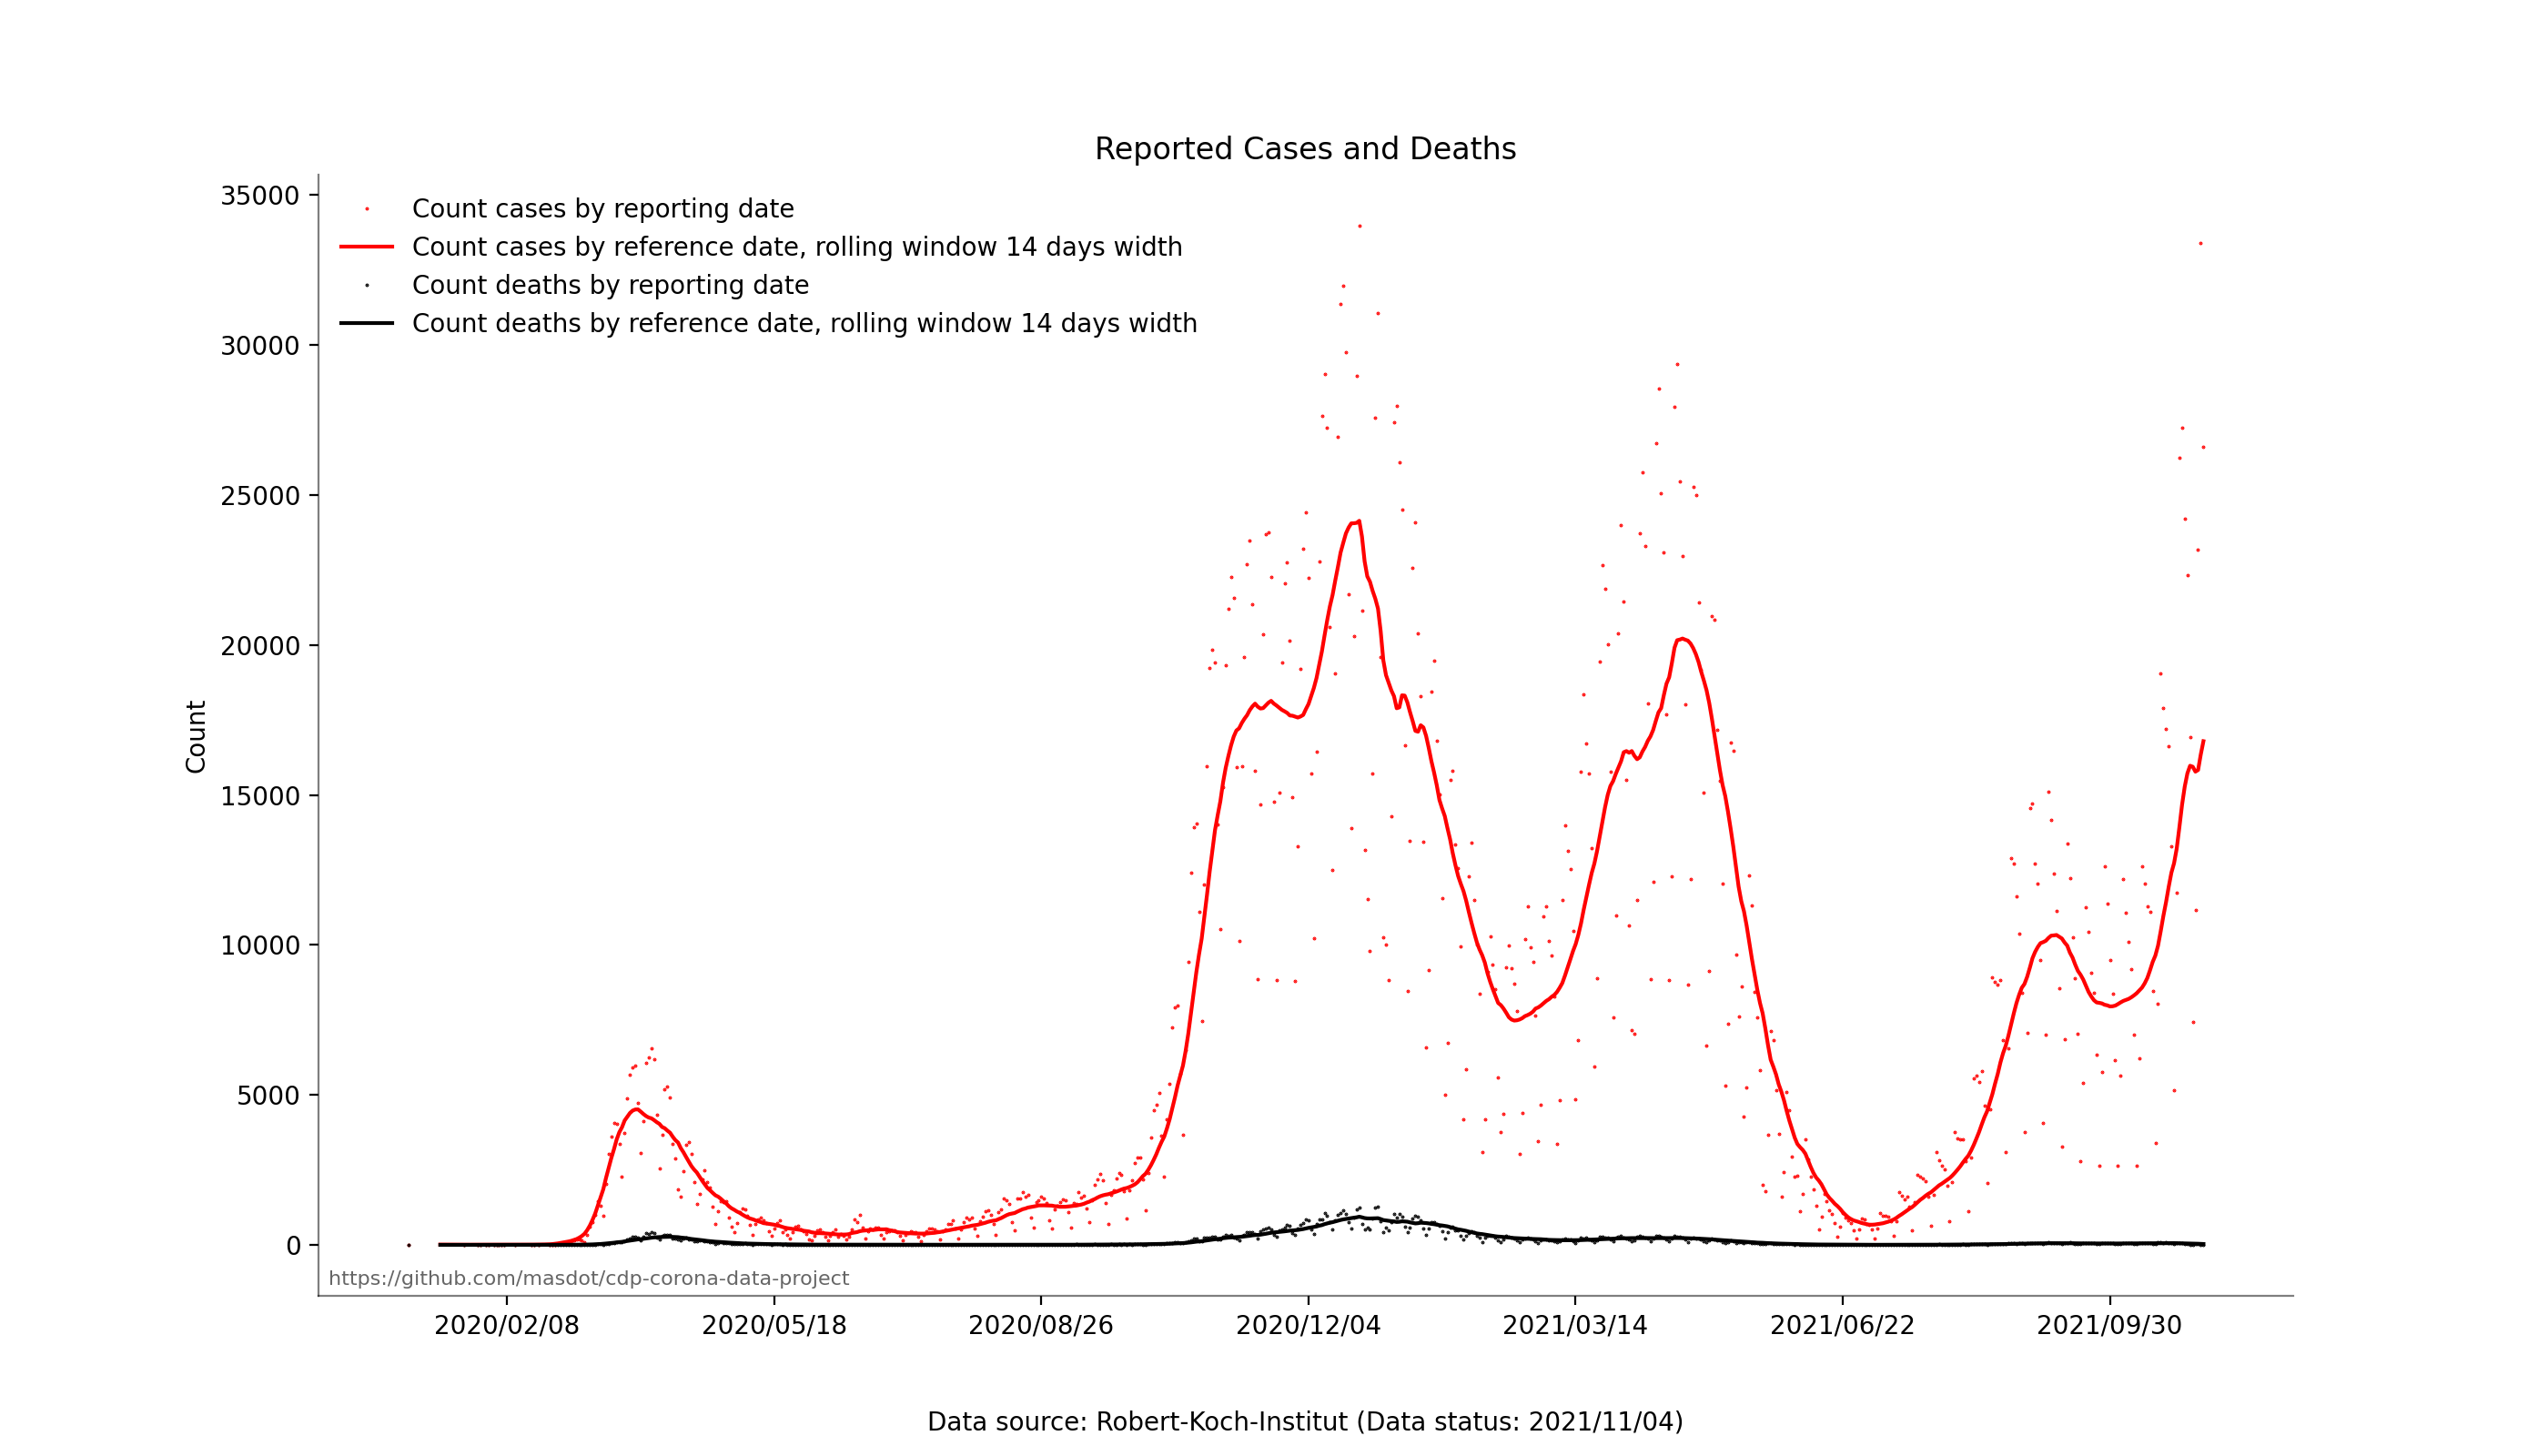 Reported Cases and Deaths
35000
30000
25000
20000
15000
10000
5000
0
Count
Count cases by reporting date
Count cases by reference date, rolling window 14 days width
Count deaths by reporting date
Count deaths by reference date, rolling window 14 days width
https://github.com/masdot/cdp-corona-data-project
2020/02/08 2020/05/18 2020/08/26 2020/12/04 2021/03/14 2021/06/22 2021/09/30
Data source: Robert-Koch-Institut (Data status: 2021/11/04)